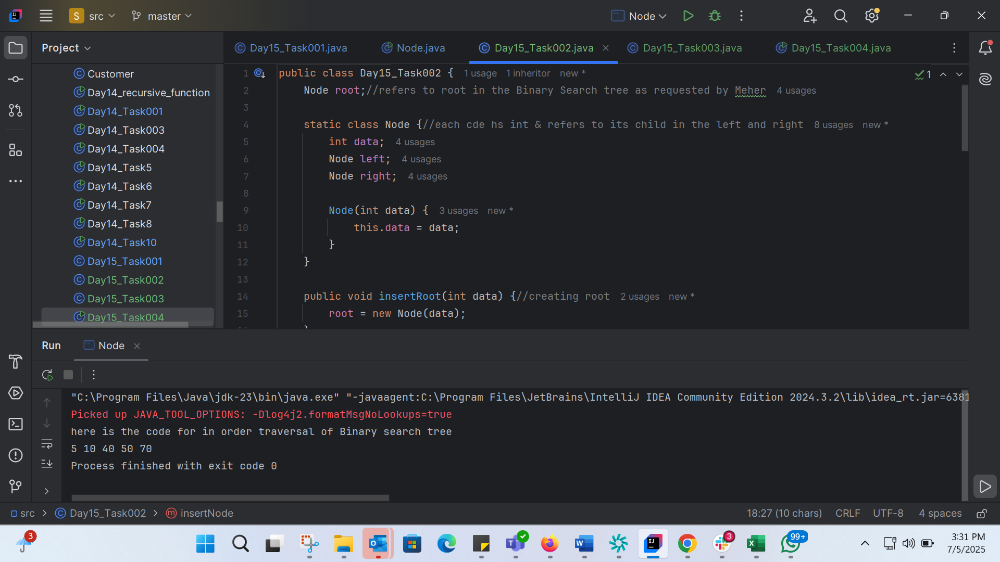 S src master Node
Project
Day15_Task001.java Node.java Day15_Task002.java Day15_Task003.java Day15_Task004.java
Customer
Day14_recursive_function
Day14_Task001
Day14_Task003
Day14_Task004
Day14_Task5
Day14_Task6
Day14_Task7
Day14_Task8
Day14_Task10
Day15_Task001
Day15_Task002
Day15_Task003
Day15_Task004
1 public class Day15_Task002 { 1 usage 1 inheritor new * 1
2 Node root;//refers to root in the Binary Search tree as requested by Meher 4 usages
3
4 static class Node {//each cde hs int & refers to its child in the left and right 8 usages new *
5 int data; 4 usages
6 Node left; 4 usages
7 Node right; 4 usages
8
9 Node(int data) { 3 usages new *
10 this.data = data;
11 }
12 }
13
14 public void insertRoot(int data) {//creating root 2 usages new *
15 root = new Node(data);
Run Node
"C:\Program Files\Java\jdk-23\bin\java.exe" "-javaagent:C:\Program Files\JetBrains\IntelliJ IDEA Community Edition 2024.3.2\lib\idea_rt.jar=6381
Picked up JAVA_TOOL_OPTIONS: -Dlog4j2.formatMsgNoLookups=true
here is the code for in order traversal of Binary search tree
5 10 40 50 70
Process finished with exit code 0
src > Day15_Task002 > insertNode 18:27 (10 chars) CRLF UTF-8 4 spaces
3 3 99+ 3:31 PM
7/5/2025